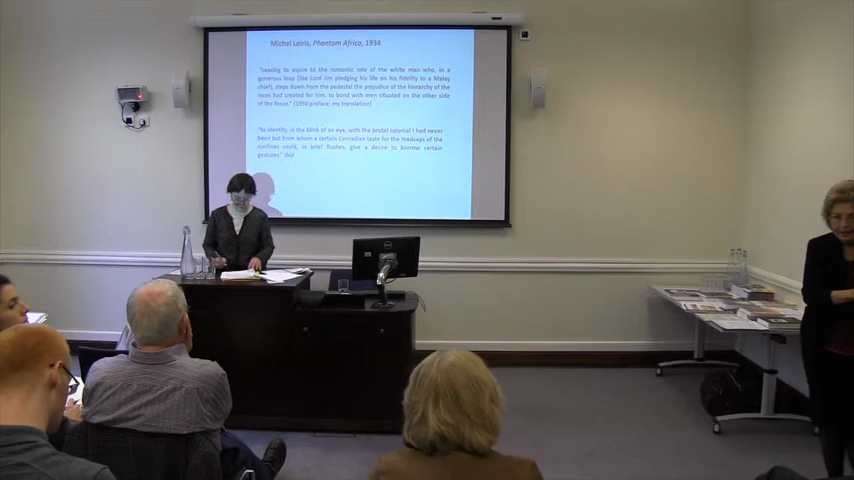 Michel Leiris, Phantom Africa, 1934
"Ceasing to aspire to the romantic role of the white man who, in a
generous leap (like Lord Jim pledging his life on his fidelity to a Malay
chief), steps down from the pedestal the prejudice of the hierarchy of the
races had created for him, to bond with men situated on the other side
of the fence." (1950 preface; my translation)
"to identify, in the blink of an eye, with the brutal colonial I had never
been but from whom a certain Conradian taste for the madcaps of the
confines could, in brief flushes, give a desire to borrow certain
gestures," Ibid